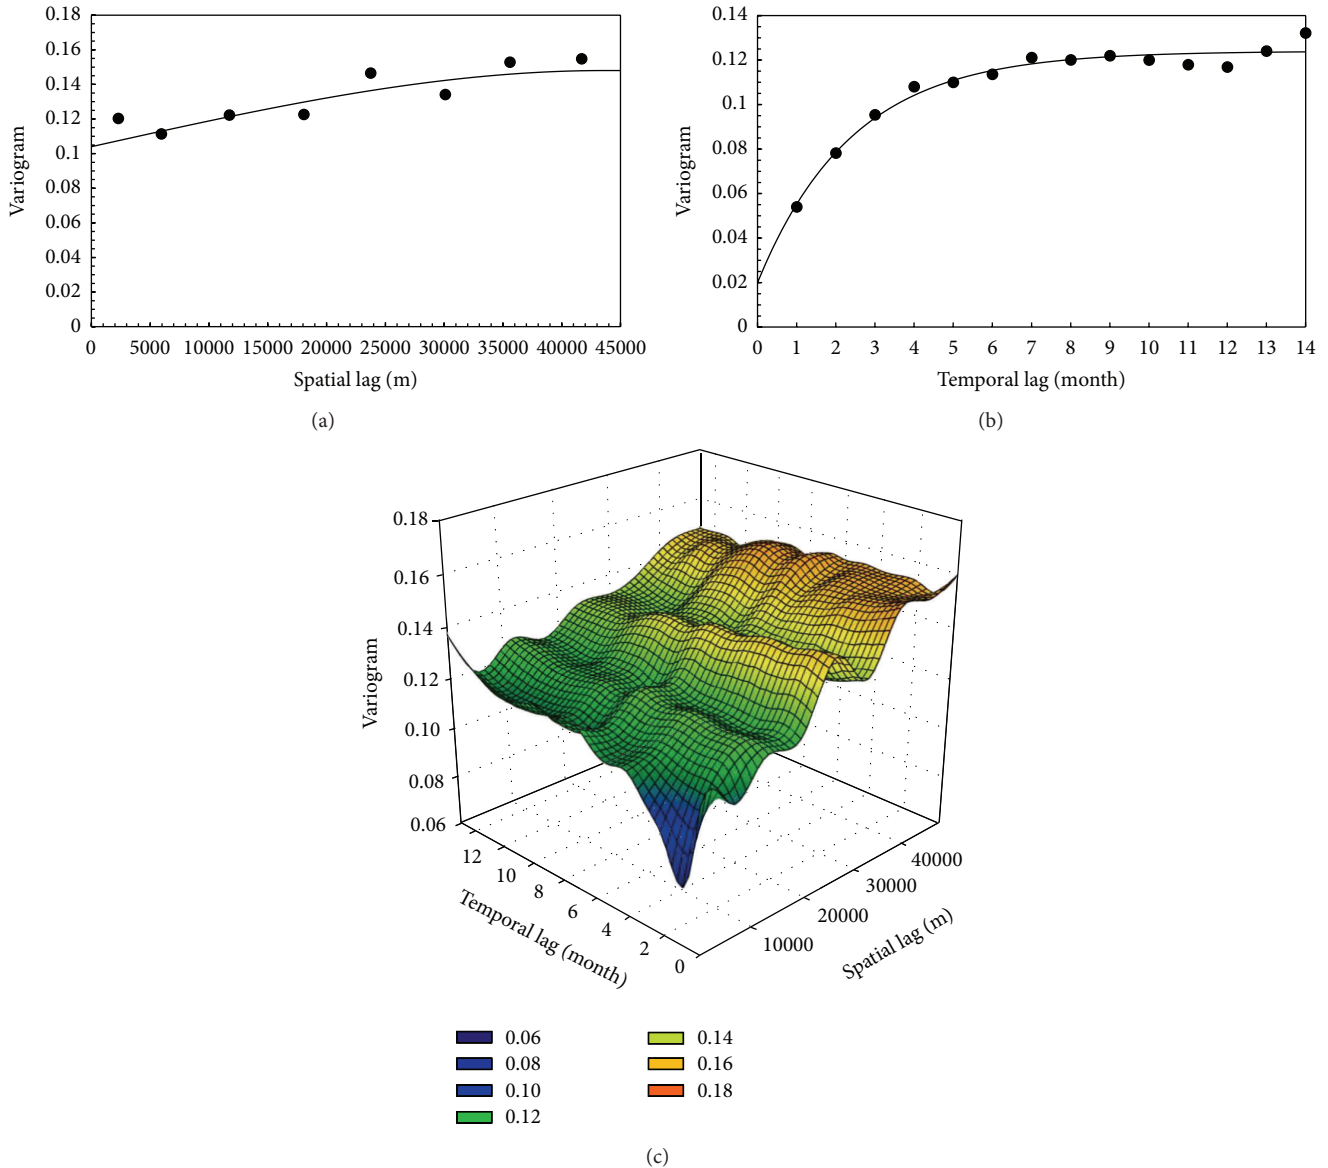 0.18
0.16
0.14
0.12
0.1
0.08
0.06
0.04
0.02
0
Variogram
0 5000 10000 15000 20000 25000 30000 35000 40000 45000
Spatial lag (m)
(a)
0.14
0.12
0.1
0.08
0.06
0.04
0.02
0
Variogram
0 1 2 3 4 5 6 7 8 9 10 11 12 13 14
Temporal lag (month)
(b)
0.18
0.16
0.14
0.12
0.10
0.08
0.06
Variogram
12 10 8 6 4 2 0
Temporal lag (month)
10000 20000 30000 40000
Spatial lag (m)
0.06
0.08
0.10
0.12
0.14
0.16
0.18
(c)